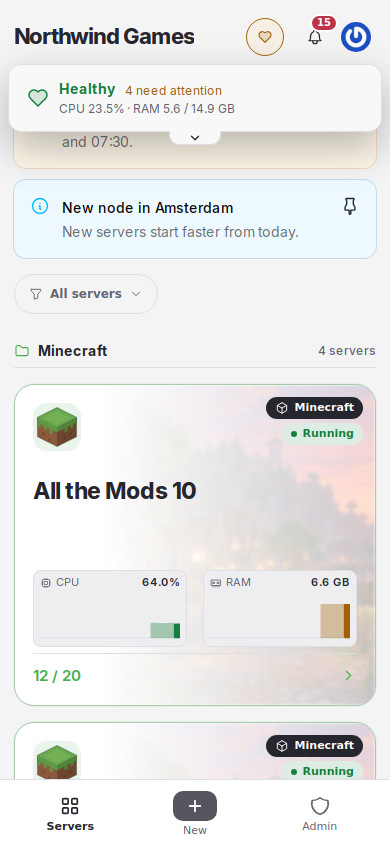 Northwind Games
15
Healthy 4 need attention
CPU 23.5% · RAM 5.6 / 14.9 GB
and 07:30.
New node in Amsterdam
New servers start faster from today.
All servers
Minecraft 4 servers
Minecraft
Running
All the Mods 10
CPU 64.0% RAM 6.6 GB
12 / 20
Minecraft
Running
Servers New Admin